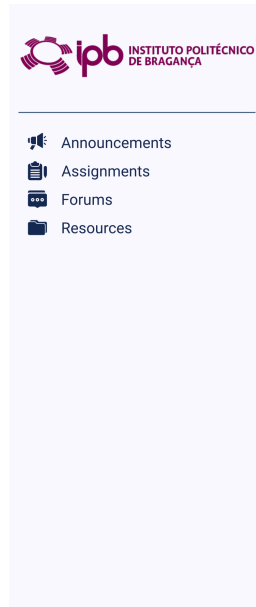 ipb INSTITUTO POLITÉCNICO
DE BRAGANÇA
Announcements
Assignments
Forums
Resources